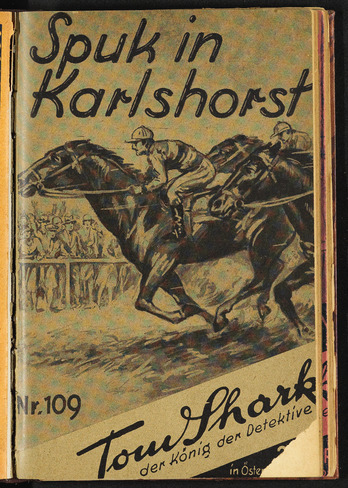 Spuk in
Karlshorst
Nr.109
Tom Shark
der König der Detektive
in Öste